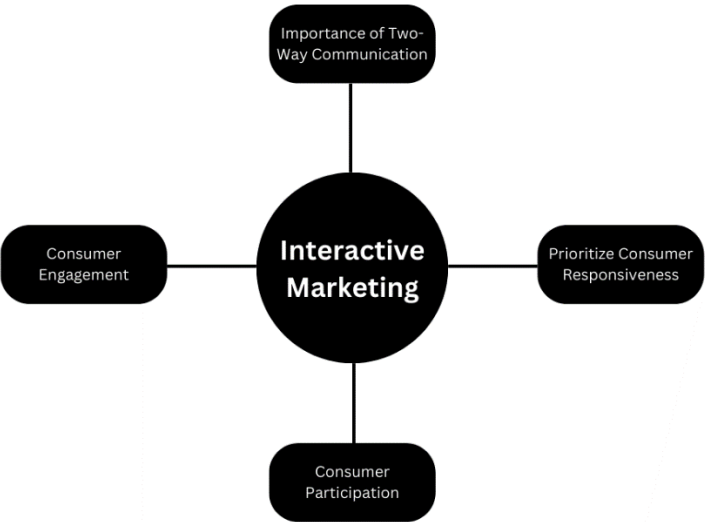 Importance of Two-
Way Communication
Consumer
Engagement
Interactive
Marketing
Prioritize Consumer
Responsiveness
Consumer
Participation